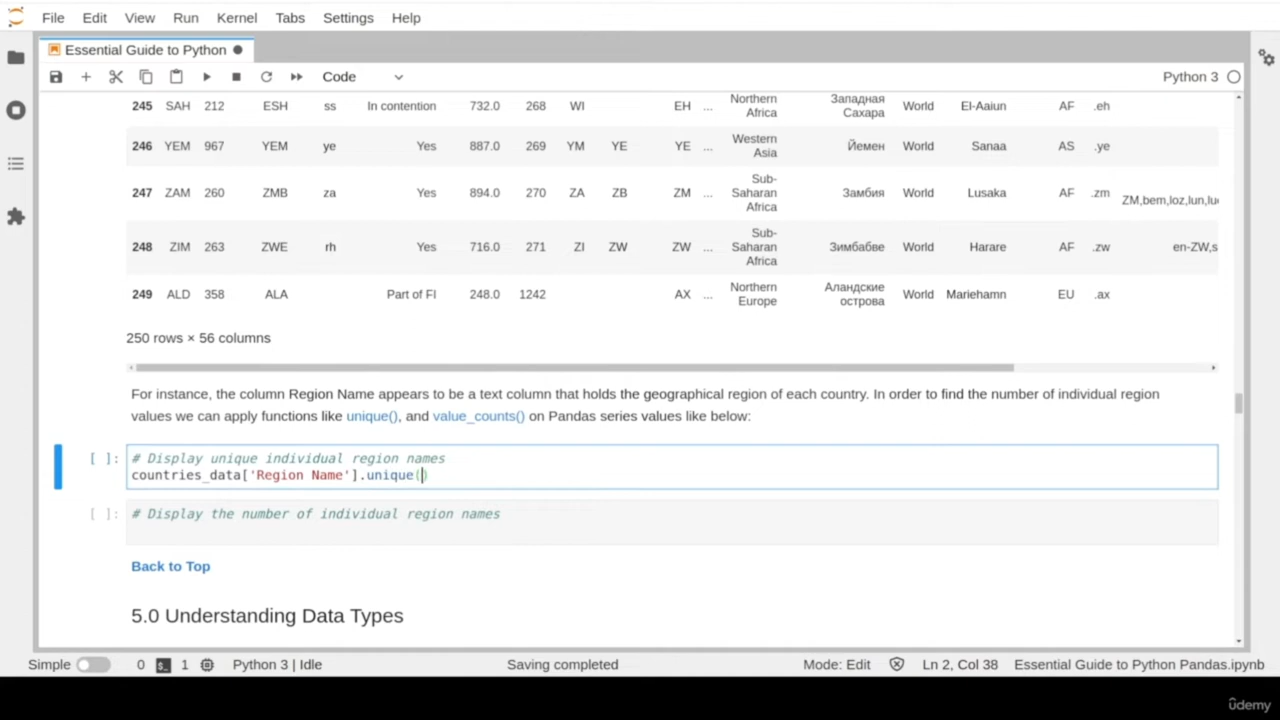 File Edit View Run Kernel Tabs Settings Help
Essential Guide to Python
Code
Python 3
245 SAH 212 ESH ss In contention 732.0 268 WI EH ... Northern Africa Западная Сахара World El-Aaiun AF .eh
246 YEM 967 YEM ye Yes 887.0 269 YM YE YE ... Western Asia Йемен World Sanaa AS .ye
247 ZAM 260 ZMB za Yes 894.0 270 ZA ZB ZM ... Sub-Saharan Africa Замбия World Lusaka AF .zm ZM,bem,loz,lun,lu
248 ZIM 263 ZWE rh Yes 716.0 271 ZI ZW ZW ... Sub-Saharan Africa Зимбабве World Harare AF .zw en-ZW,s
249 ALD 358 ALA Part of FI 248.0 1242 AX ... Northern Europe Аландские острова World Mariehamn EU .ax
250 rows × 56 columns
For instance, the column Region Name appears to be a text column that holds the geographical region of each country. In order to find the number of individual region
values we can apply functions like unique(), and value_counts() on Pandas series values like below:
[ ]: # Display unique individual region names
countries_data['Region Name'].unique()
[ ]: # Display the number of individual region names
Back to Top
5.0 Understanding Data Types
Simple 0 $_ 1 Python 3 | Idle Saving completed Mode: Edit Ln 2, Col 38 Essential Guide to Python Pandas.ipynb
ûdemy